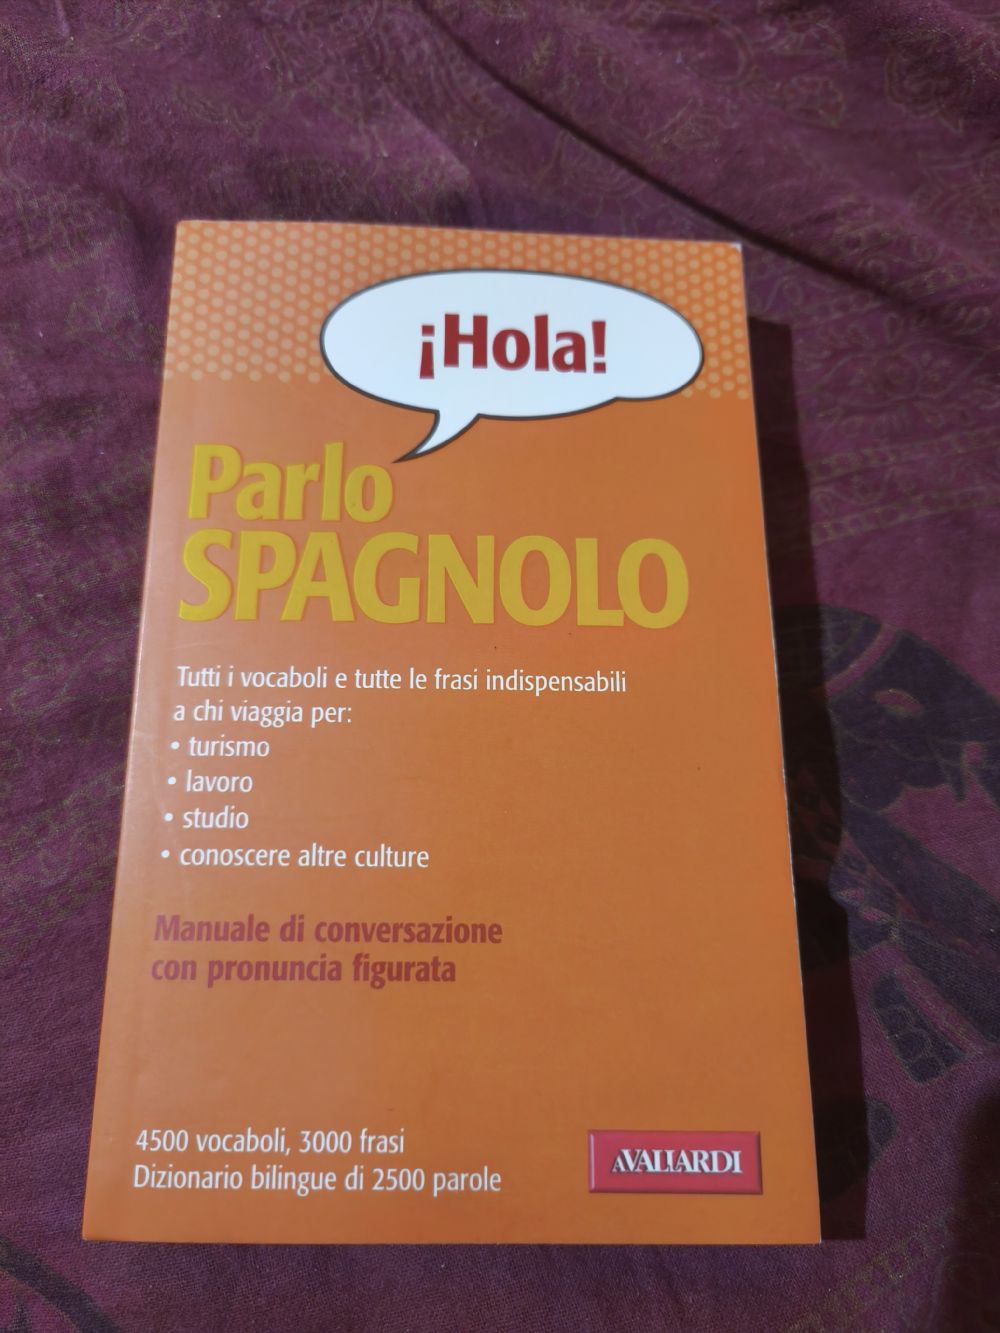 ¡Hola!
Parlo
SPAGNOLO
Tutti i vocaboli e tutte le frasi indispensabili
a chi viaggia per:
• turismo
• lavoro
• studio
• conoscere altre culture
Manuale di conversazione
con pronuncia figurata
4500 vocaboli, 3000 frasi
Dizionario bilingue di 2500 parole
AVALLARDI